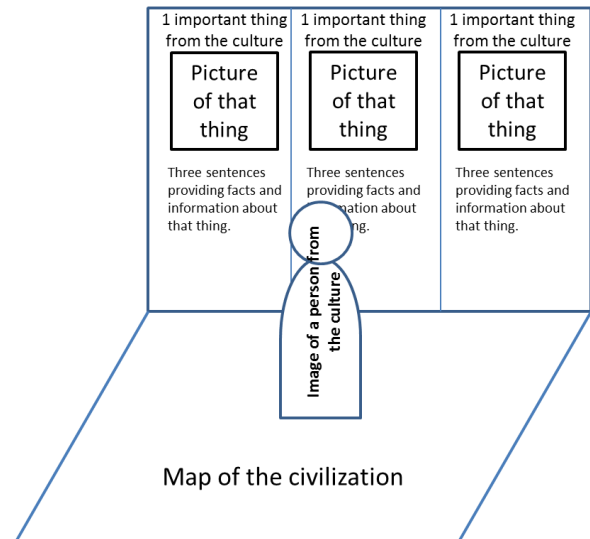 1 important thing
from the culture
Picture
of that
thing
Three sentences
providing facts and
information about
that thing.
1 important thing
from the culture
Picture
of that
thing
Three sentences
providing facts and
mation about
ng.
1 important thing
from the culture
Picture
of that
thing
Three sentences
providing facts and
information about
that thing.
Image of a person from
the culture
Map of the civilization